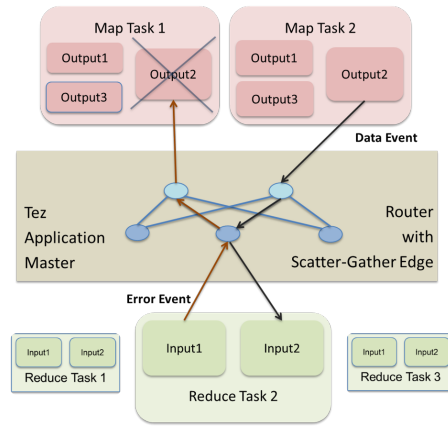 Map Task 1
Output1
Output2
Output3
Map Task 2
Output1
Output2
Output3
Data Event
Tez
Application
Master
Router
with
Scatter-Gather Edge
Error Event
Input1
Input2
Reduce Task 1
Input1
Input2
Reduce Task 2
Input1
Input2
Reduce Task 3